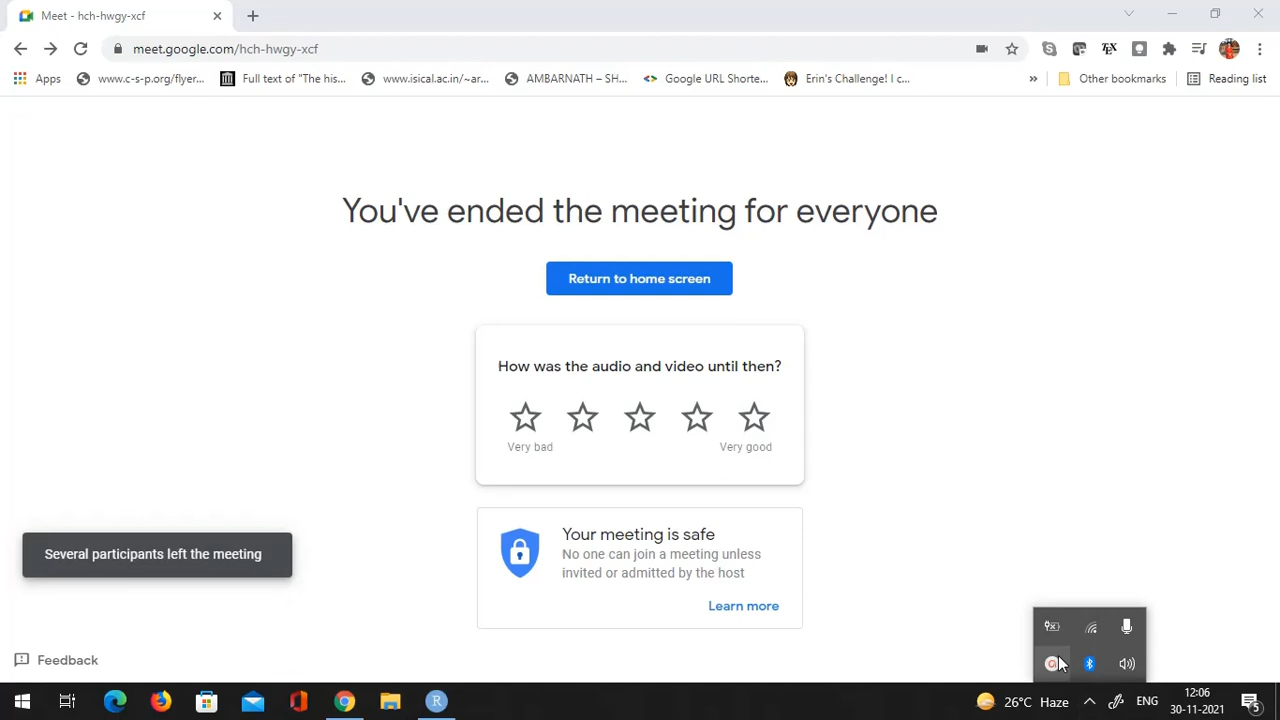 Meet - hch-hwgy-xcf
meet.google.com/hch-hwgy-xcf
Apps
www.c-s-p.org/flyer...
Full text of "The his...
www.isical.ac.in/~ar...
AMBARNATH – SH...
Google URL Shorte...
Erin's Challenge! I c...
»
Other bookmarks
Reading list
You've ended the meeting for everyone
Return to home screen
How was the audio and video until then?
Very bad
Very good
Your meeting is safe
No one can join a meeting unless
invited or admitted by the host
Learn more
Several participants left the meeting
Feedback
26°C Haze
ENG
12:06
30-11-2021
5